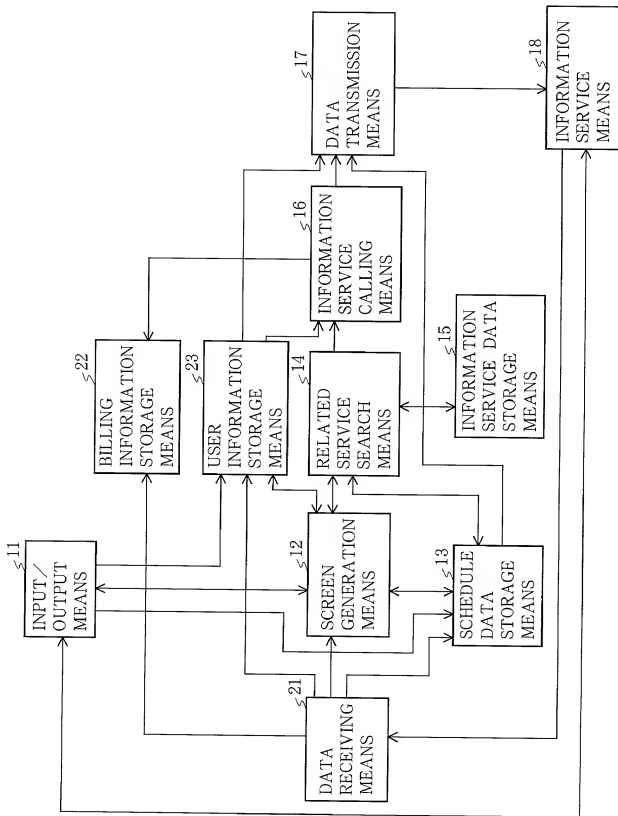 11
INPUT/
OUTPUT
MEANS
22
BILLING
INFORMATION
STORAGE
MEANS
23
USER
INFORMATION
STORAGE
MEANS
21
DATA
RECEIVING
MEANS
12
SCREEN
GENERATION
MEANS
14
RELATED
SERVICE
SEARCH
MEANS
16
INFORMATION
SERVICE
CALLING
MEANS
17
DATA
TRANSMISSION
MEANS
13
SCHEDULE
DATA
STORAGE
MEANS
15
INFORMATION
SERVICE DATA
STORAGE
MEANS
18
INFORMATION
SERVICE
MEANS